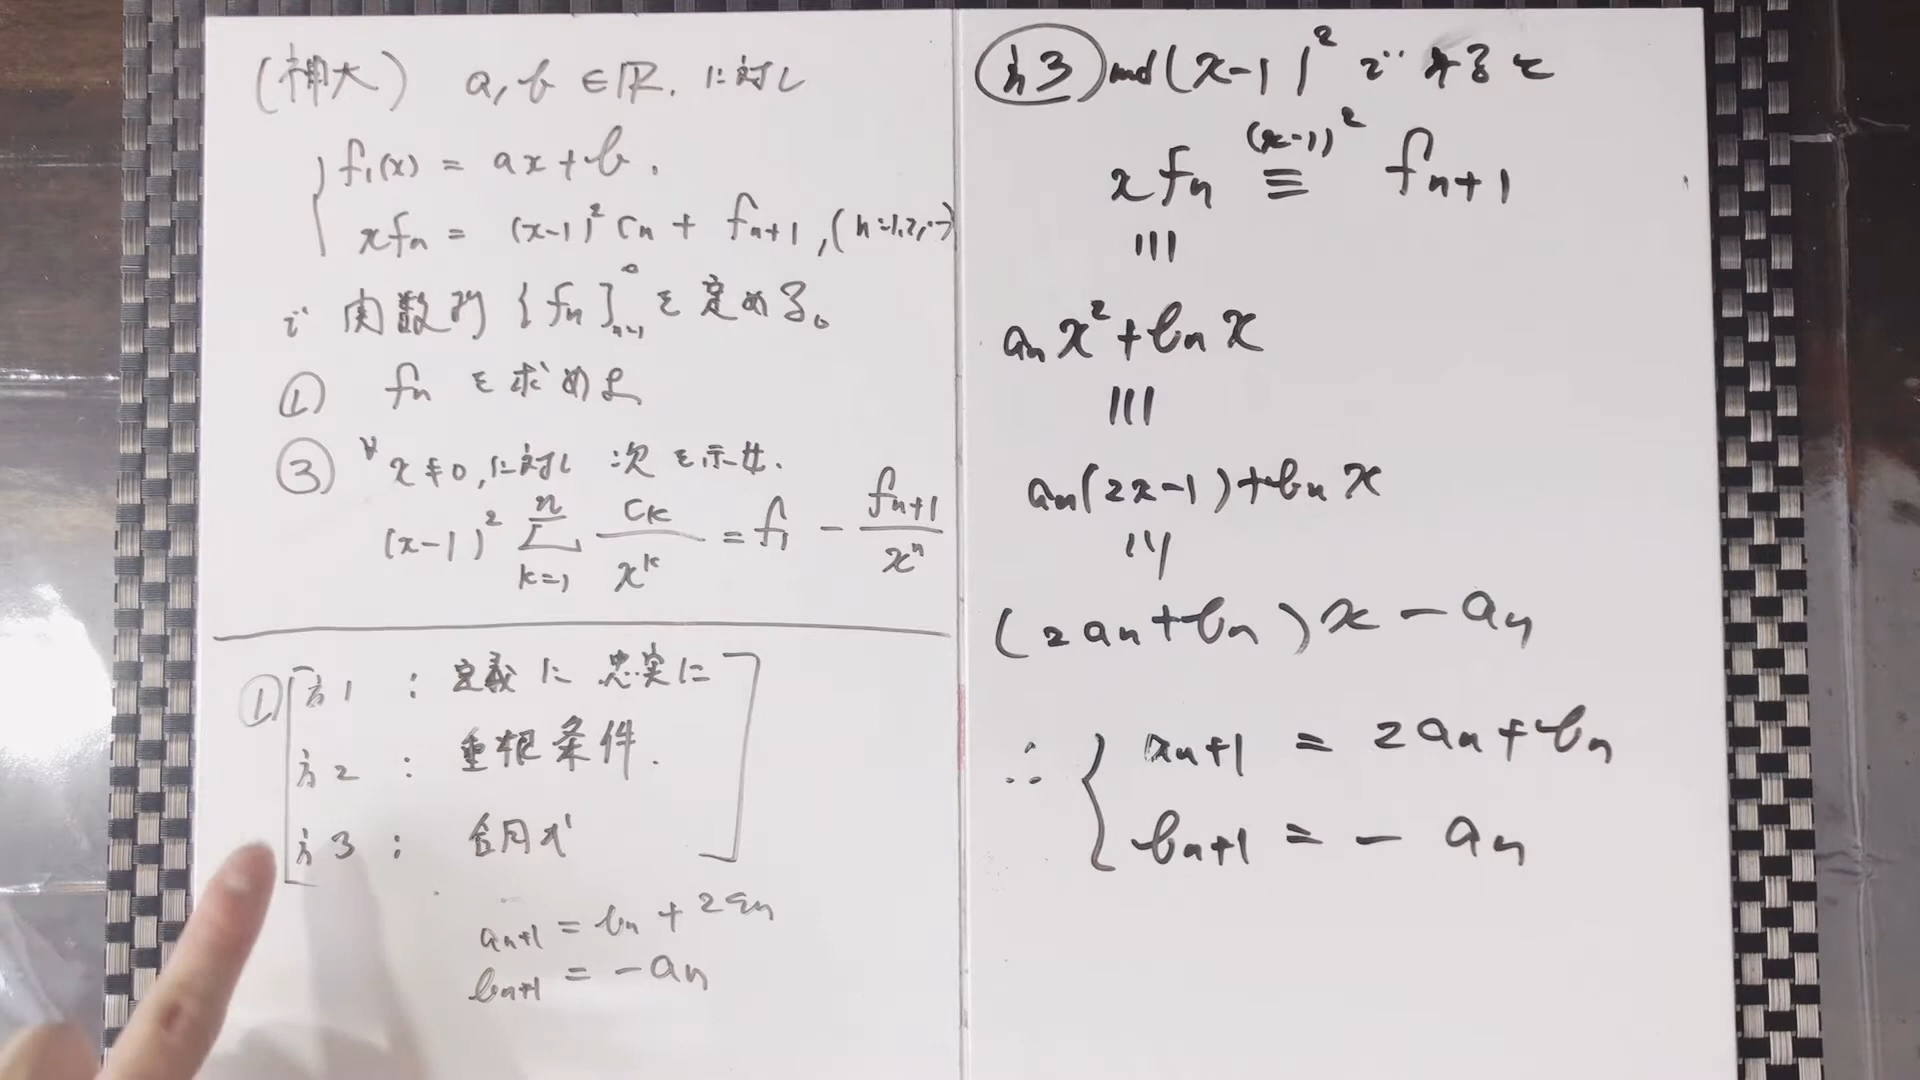 (神大) a, b ∈ ℝ. に対し
{ f₁(x) = ax + b.
xfn = (x-1)² Cn + fn+1, (n=1,2,…)
で 関数列 {fn}∞n=1 を定める。
① fn を求めよ
③ ∀x≠0, に対し 次を示せ.
(x-1)² Σ[k=1→n] Ck/x^k = f₁ - fn+1/xⁿ
① 方1 : 定義に 忠実に
方2 : 重根条件.
方3 : 合同式
an+1 = bn + 2an
bn+1 = -an
方3 mod (x-1)² で 考ると
xfn ≡ fn+1
(x-1)²
|||
anx² + bnx
|||
an(2x-1) + bnx
||
(2an + bn)x - an
∴ { xn+1 = 2an + bn
bn+1 = - an